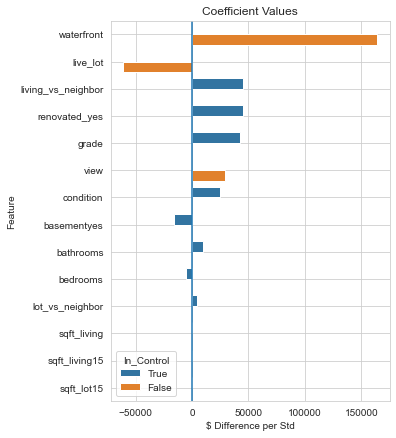 Coefficient Values
waterfront
live_lot
living_vs_neighbor
renovated_yes
grade
view
condition
basementyes
bathrooms
bedrooms
lot_vs_neighbor
sqft_living
sqft_living15
sqft_lot15
Feature
In_Control
True
False
−50000 0 50000 100000 150000
$ Difference per Std